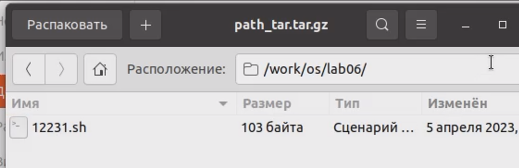 Распаковать + path_tar.tar.gz
Расположение: /work/os/lab06/
Имя Размер Тип Изменён
12231.sh 103 байта Сценарий ... 5 апреля 2023,